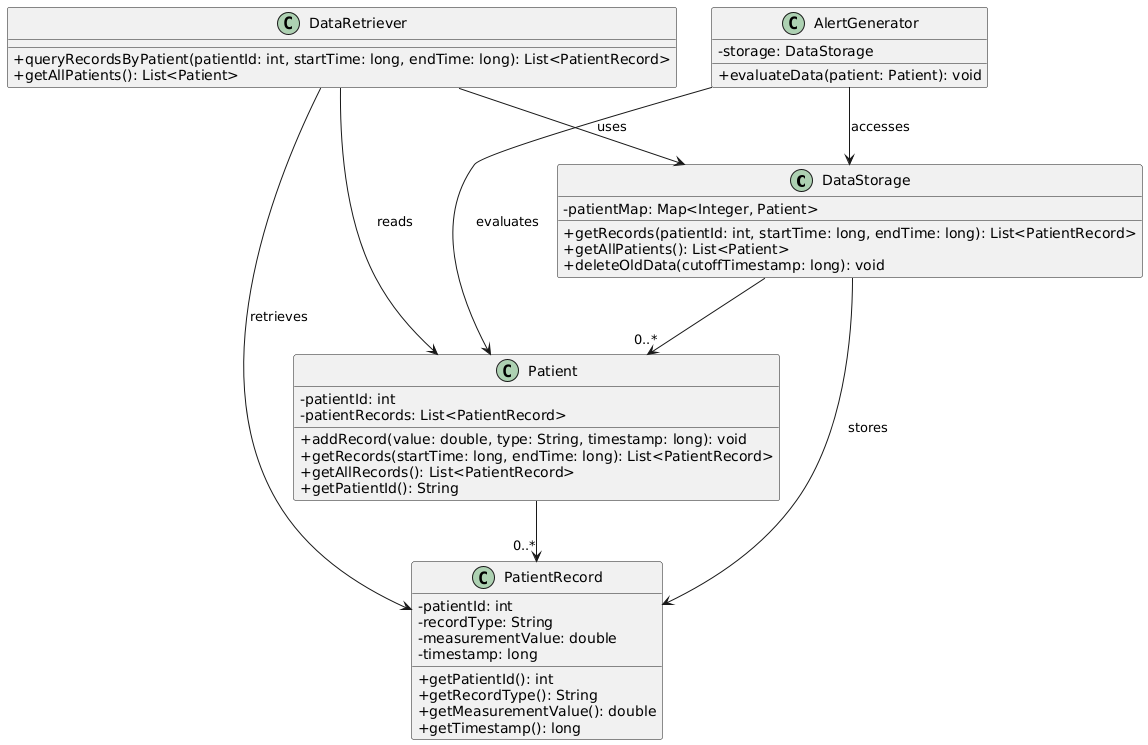 C DataRetriever
+queryRecordsByPatient(patientId: int, startTime: long, endTime: long): List<PatientRecord>
+getAllPatients(): List<Patient>
C AlertGenerator
-storage: DataStorage
+evaluateData(patient: Patient): void
uses
accesses
C DataStorage
-patientMap: Map<Integer, Patient>
+getRecords(patientId: int, startTime: long, endTime: long): List<PatientRecord>
+getAllPatients(): List<Patient>
+deleteOldData(cutoffTimestamp: long): void
reads
evaluates
retrieves
0..*
C Patient
-patientId: int
-patientRecords: List<PatientRecord>
+addRecord(value: double, type: String, timestamp: long): void
+getRecords(startTime: long, endTime: long): List<PatientRecord>
+getAllRecords(): List<PatientRecord>
+getPatientId(): String
stores
0..*
C PatientRecord
-patientId: int
-recordType: String
-measurementValue: double
-timestamp: long
+getPatientId(): int
+getRecordType(): String
+getMeasurementValue(): double
+getTimestamp(): long